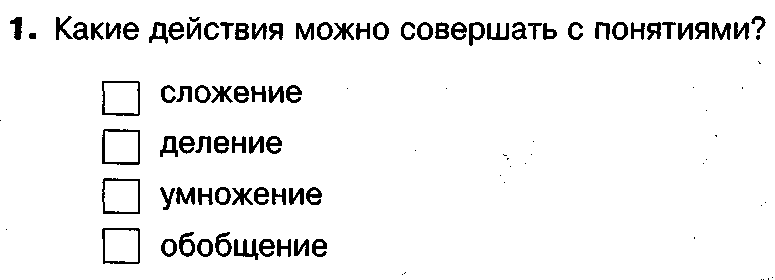 1. Какие действия можно совершать с понятиями?
сложение
деление
умножение
обобщение